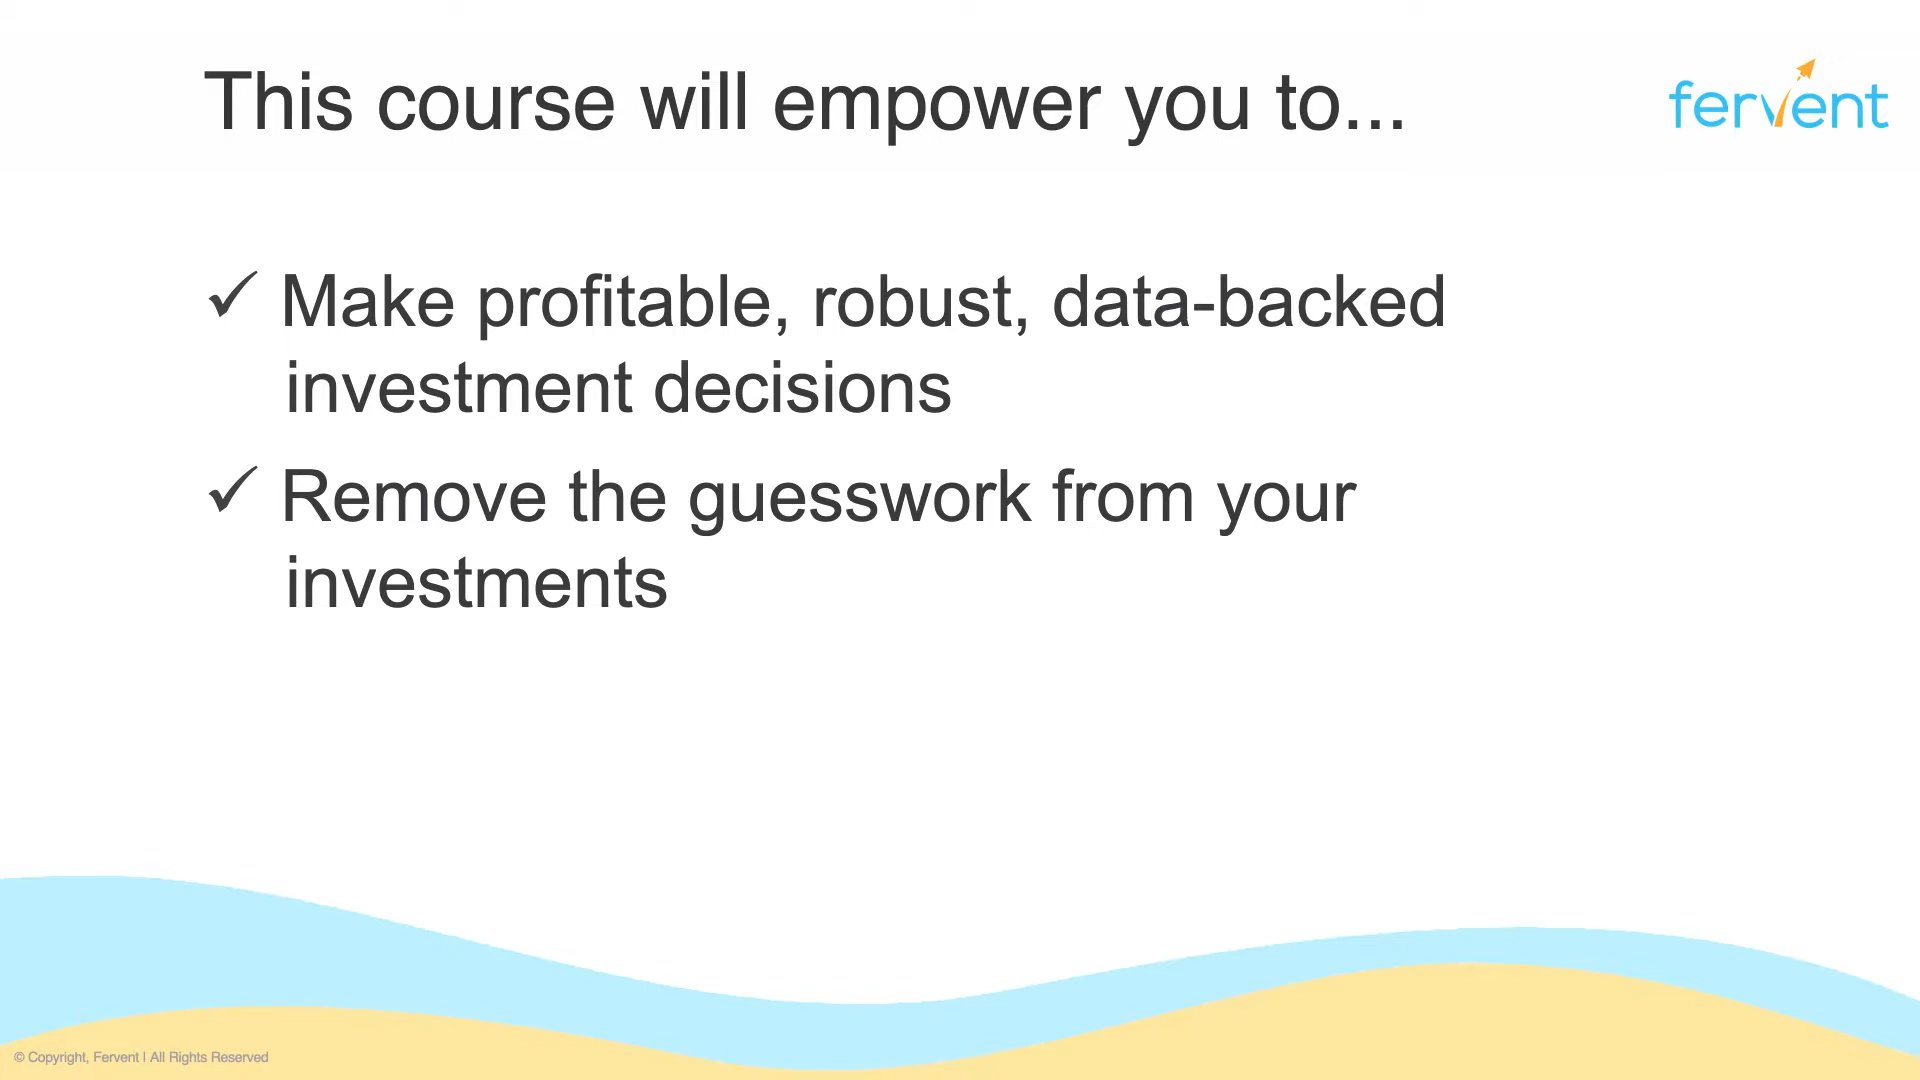 This course will empower you to...
fervent
✓ Make profitable, robust, data-backed
investment decisions
✓ Remove the guesswork from your
investments
© Copyright, Fervent | All Rights Reserved